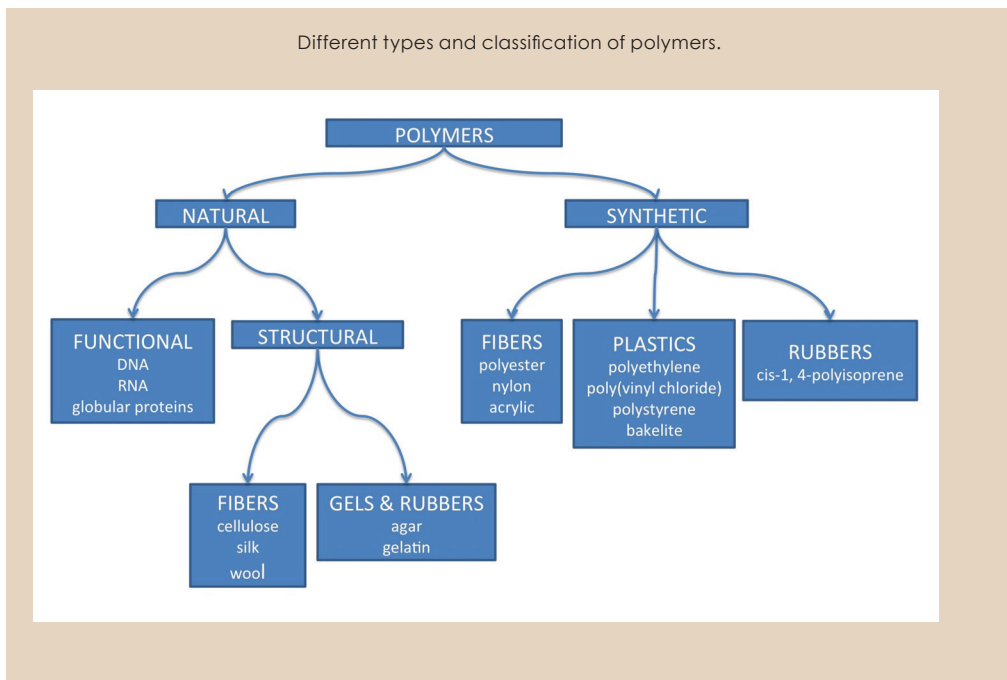 Different types and classification of polymers.
POLYMERS
NATURAL
SYNTHETIC
FUNCTIONAL
DNA
RNA
globular proteins
STRUCTURAL
FIBERS
cellulose
silk
wool
GELS & RUBBERS
agar
gelatin
FIBERS
polyester
nylon
acrylic
PLASTICS
polyethylene
poly(vinyl chloride)
polystyrene
bakelite
RUBBERS
cis-1, 4-polyisoprene